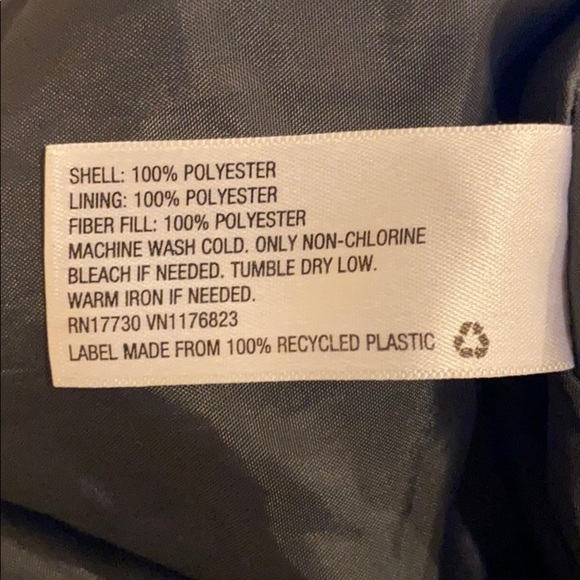 SHELL: 100% POLYESTER
LINING: 100% POLYESTER
FIBER FILL: 100% POLYESTER
MACHINE WASH COLD. ONLY NON-CHLORINE
BLEACH IF NEEDED. TUMBLE DRY LOW.
WARM IRON IF NEEDED.
RN17730 VN1176823
LABEL MADE FROM 100% RECYCLED PLASTIC